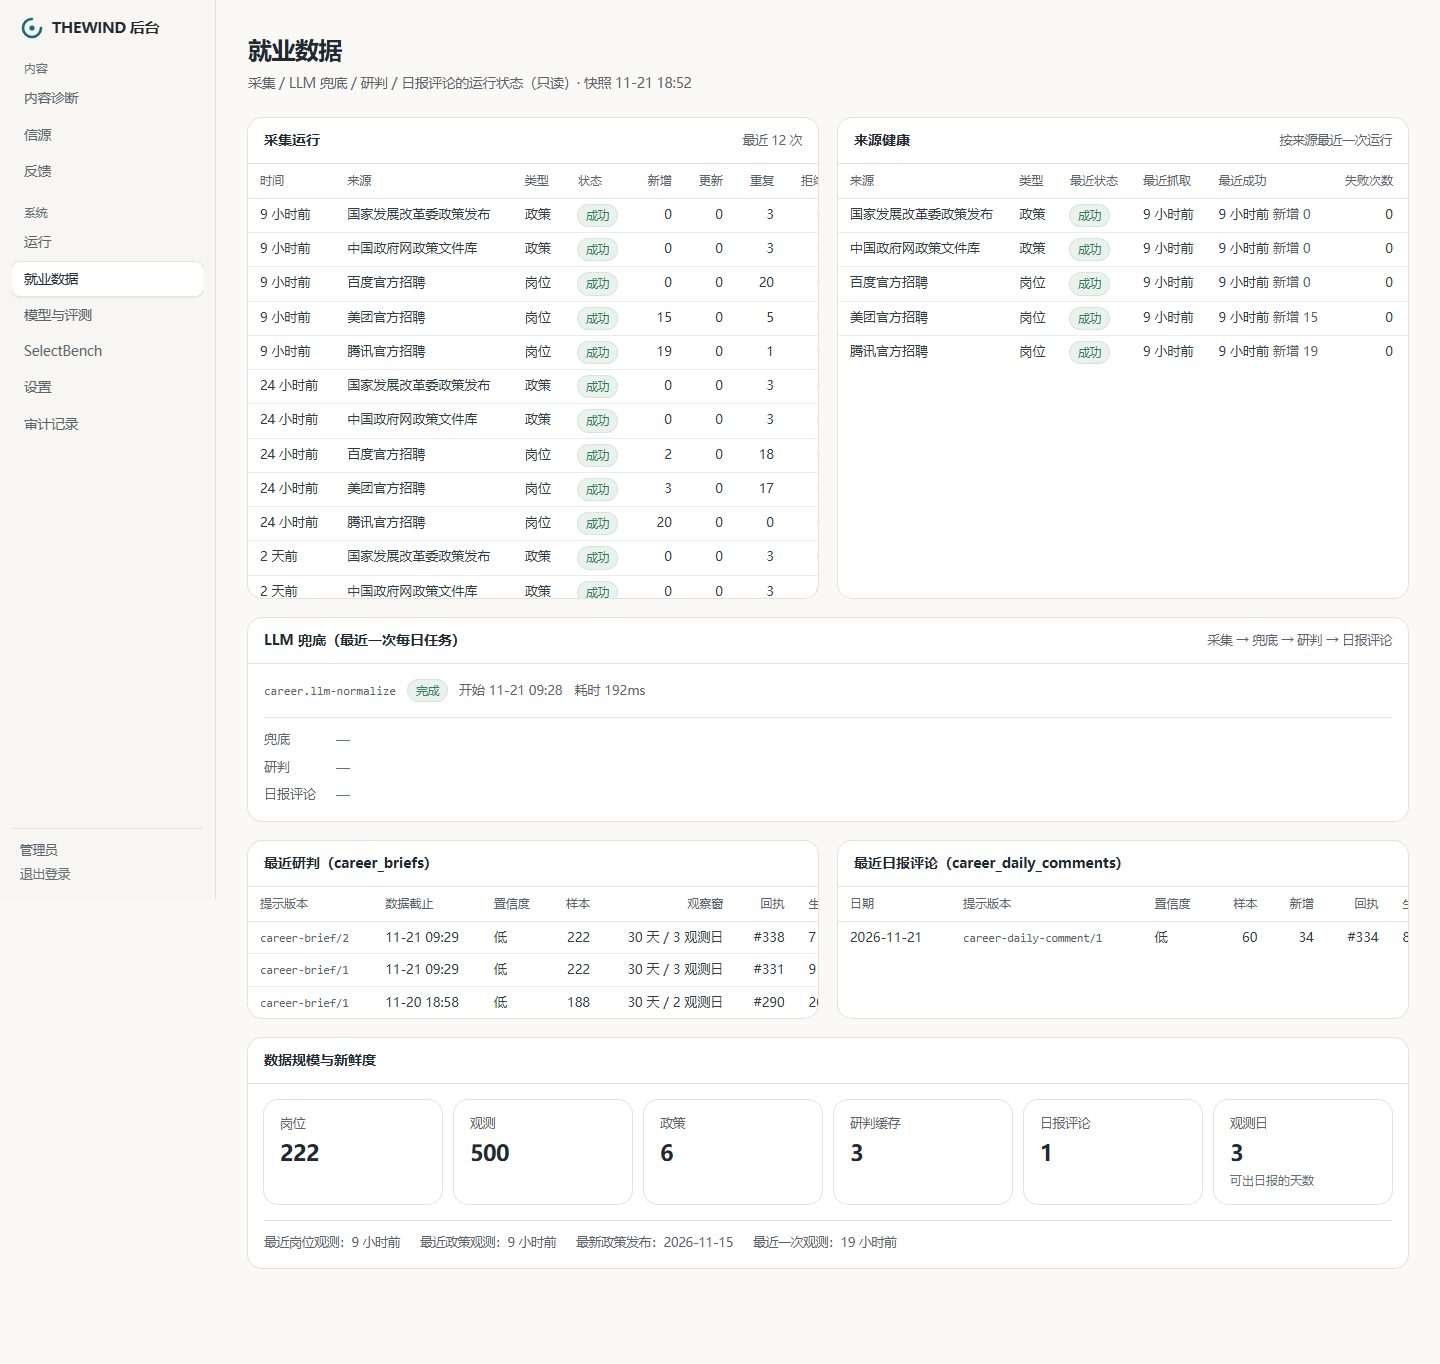 THEWIND 后台
内容
内容诊断
信源
反馈
系统
运行
就业数据
模型与评测
SelectBench
设置
审计记录
管理员
退出登录
就业数据
采集 / LLM 兜底 / 研判 / 日报评论的运行状态（只读）· 快照 11-21 18:52
采集运行 最近 12 次
时间 来源 类型 状态 新增 更新 重复
9 小时前 国家发展改革委政策发布 政策 成功 0 0 3
9 小时前 中国政府网政策文件库 政策 成功 0 0 3
9 小时前 百度官方招聘 岗位 成功 0 0 20
9 小时前 美团官方招聘 岗位 成功 15 0 5
9 小时前 腾讯官方招聘 岗位 成功 19 0 1
24 小时前 国家发展改革委政策发布 政策 成功 0 0 3
24 小时前 中国政府网政策文件库 政策 成功 0 0 3
24 小时前 百度官方招聘 岗位 成功 2 0 18
24 小时前 美团官方招聘 岗位 成功 3 0 17
24 小时前 腾讯官方招聘 岗位 成功 20 0 0
2 天前 国家发展改革委政策发布 政策 成功 0 0 3
2 天前 中国政府网政策文件库 政策 成功 0 0 3
来源健康 按来源最近一次运行
来源 类型 最近状态 最近抓取 最近成功 失败次数
国家发展改革委政策发布 政策 成功 9 小时前 9 小时前 新增 0 0
中国政府网政策文件库 政策 成功 9 小时前 9 小时前 新增 0 0
百度官方招聘 岗位 成功 9 小时前 9 小时前 新增 0 0
美团官方招聘 岗位 成功 9 小时前 9 小时前 新增 15 0
腾讯官方招聘 岗位 成功 9 小时前 9 小时前 新增 19 0
LLM 兜底（最近一次每日任务） 采集 → 兜底 → 研判 → 日报评论
career.llm-normalize 完成 开始 11-21 09:28 耗时 192ms
兜底 —
研判 —
日报评论 —
最近研判（career_briefs）
提示版本 数据截止 置信度 样本 观察窗 回执
career-brief/2 11-21 09:29 低 222 30 天 / 3 观测日 #338
career-brief/1 11-21 09:29 低 222 30 天 / 3 观测日 #331
career-brief/1 11-20 18:58 低 188 30 天 / 2 观测日 #290
最近日报评论（career_daily_comments）
日期 提示版本 置信度 样本 新增 回执
2026-11-21 career-daily-comment/1 低 60 34 #334
数据规模与新鲜度
岗位 观测 政策 研判缓存 日报评论 观测日
222 500 6 3 1 3
可出日报的天数
最近岗位观测：9 小时前 最近政策观测：9 小时前 最新政策发布：2026-11-15 最近一次观测：19 小时前